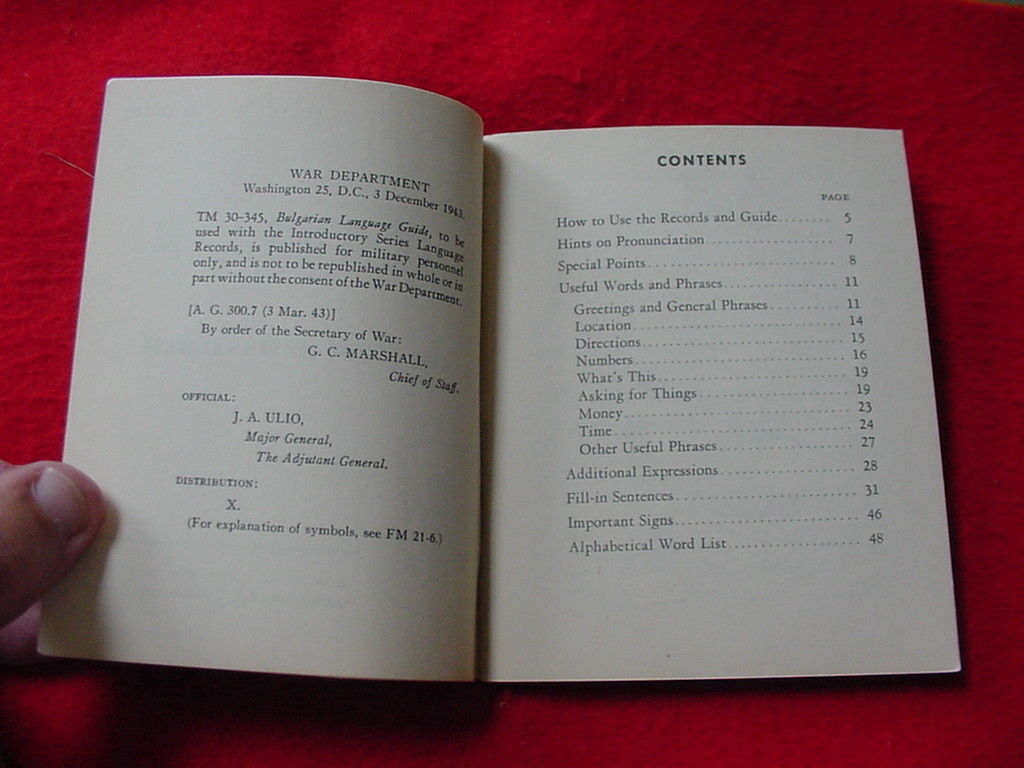 WAR DEPARTMENT
Washington 25, D.C., 3 December 1943.
TM 30–345, Bulgarian Language Guide, to be
used with the Introductory Series Language
Records, is published for military personnel
only, and is not to be republished in whole or in
part without the consent of the War Department.
[A. G. 300.7 (3 Mar. 43)]
By order of the Secretary of War:
G. C. MARSHALL,
Chief of Staff.
OFFICIAL:
J. A. ULIO,
Major General,
The Adjutant General.
DISTRIBUTION:
X.
(For explanation of symbols, see FM 21-6.)
CONTENTS
PAGE
How to Use the Records and Guide........ 5
Hints on Pronunciation.................... 7
Special Points............................. 8
Useful Words and Phrases................. 11
Greetings and General Phrases........... 11
Location............................... 14
Directions............................. 15
Numbers............................... 16
What's This............................ 19
Asking for Things...................... 19
Money................................. 23
Time.................................. 24
Other Useful Phrases................... 27
Additional Expressions................... 28
Fill-in Sentences......................... 31
Important Signs.......................... 46
Alphabetical Word List................... 48